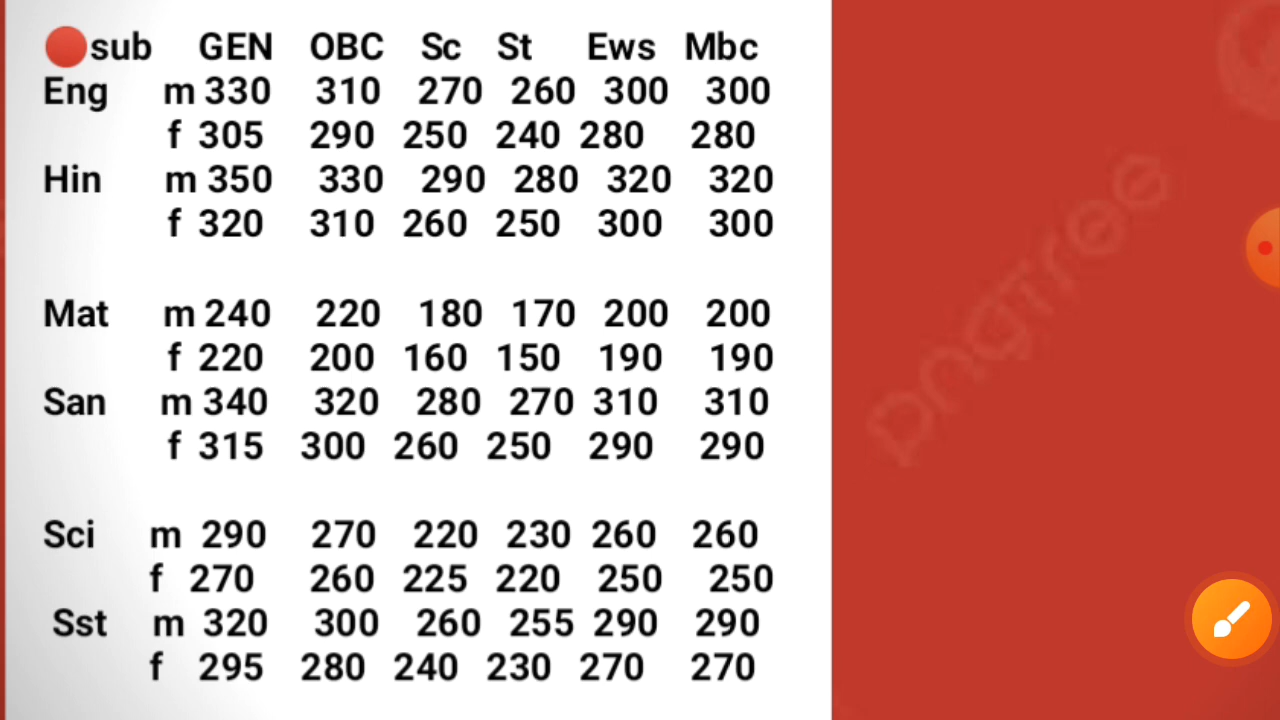 🔴sub GEN OBC Sc St Ews Mbc
Eng m 330 310 270 260 300 300
f 305 290 250 240 280 280
Hin m 350 330 290 280 320 320
f 320 310 260 250 300 300
Mat m 240 220 180 170 200 200
f 220 200 160 150 190 190
San m 340 320 280 270 310 310
f 315 300 260 250 290 290
Sci m 290 270 220 230 260 260
f 270 260 225 220 250 250
Sst m 320 300 260 255 290 290
f 295 280 240 230 270 270
pngtree